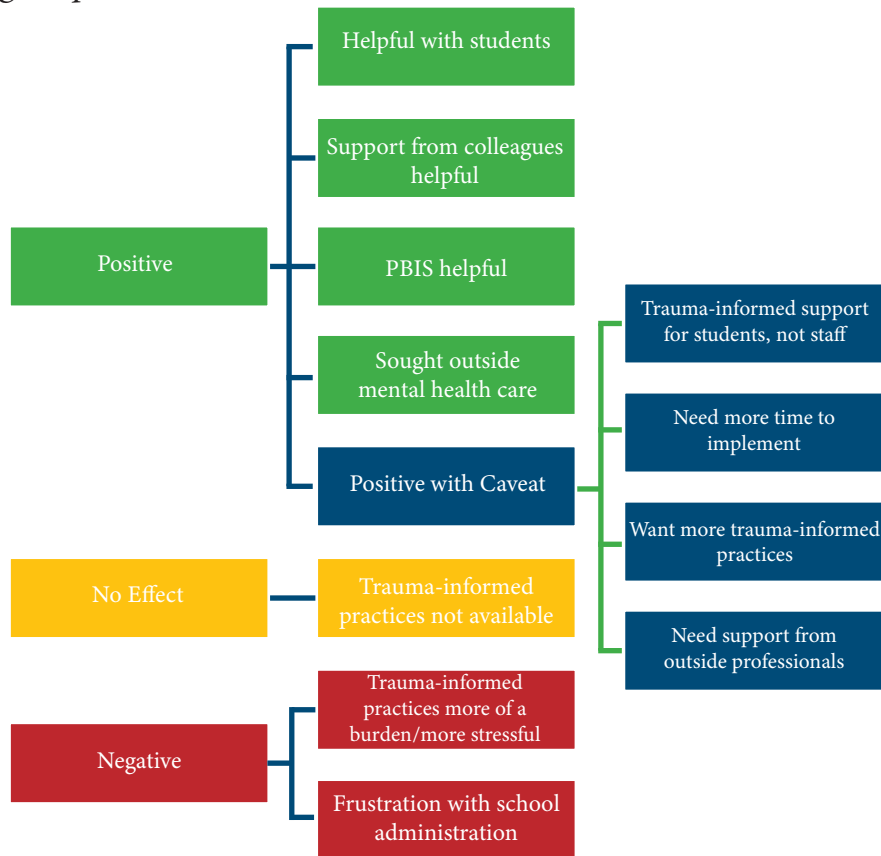 Helpful with students
Support from colleagues
helpful
Positive
PBIS helpful
Sought outside
mental health care
Positive with Caveat
Trauma-informed support
for students, not staff
Need more time to
implement
Want more trauma-informed
practices
Need support from
outside professionals
No Effect
Trauma-informed
practices not available
Negative
Trauma-informed
practices more of a
burden/more stressful
Frustration with school
administration